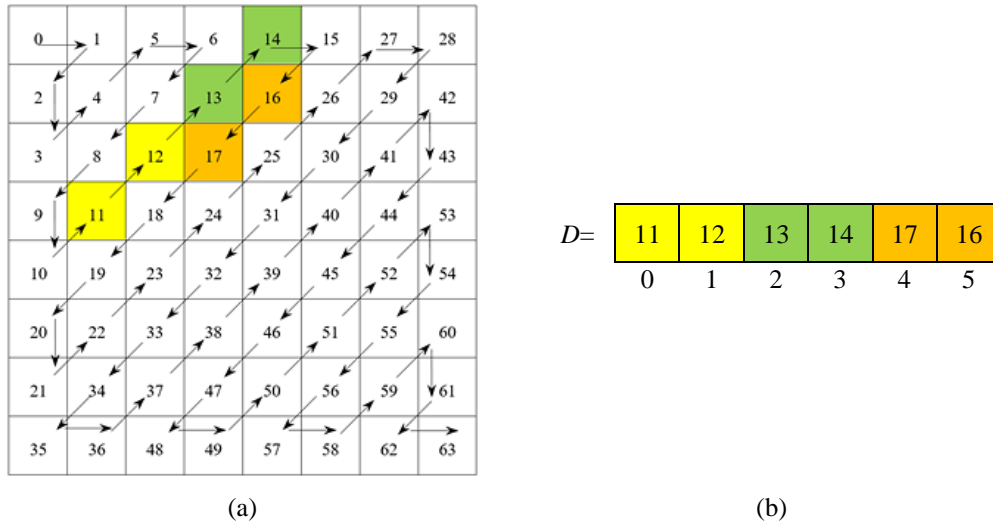 0 1 5 6 14 15 27 28
2 4 7 13 16 26 29 42
3 8 12 17 25 30 41 43
9 11 18 24 31 40 44 53
10 19 23 32 39 45 52 54
20 22 33 38 46 51 55 60
21 34 37 47 50 56 59 61
35 36 48 49 57 58 62 63
(a)
D= 11 12 13 14 17 16
0 1 2 3 4 5
(b)